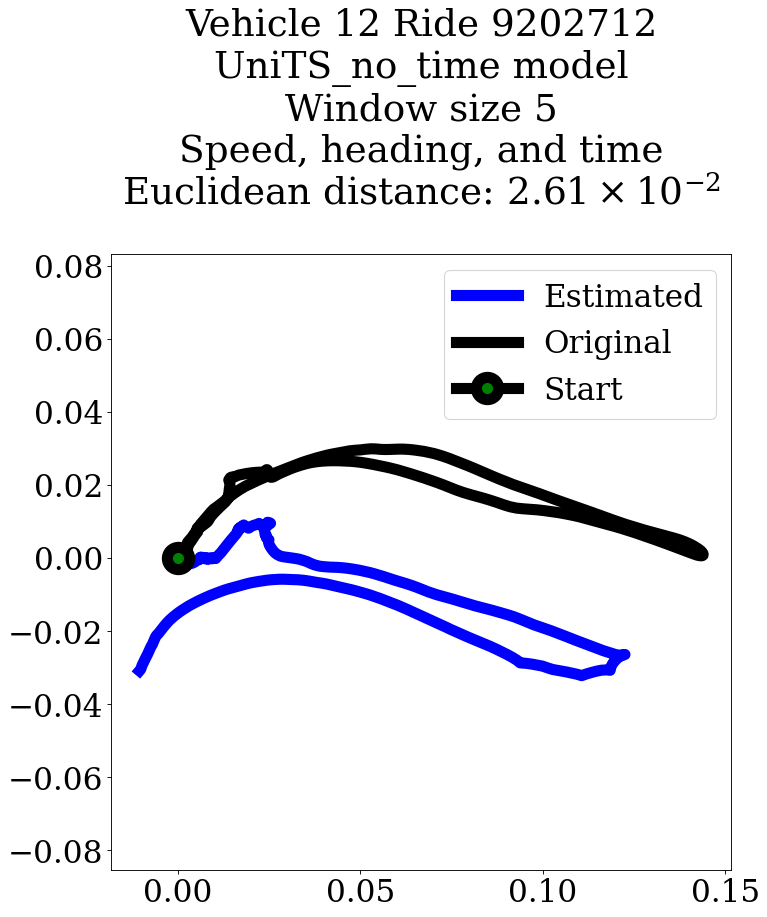 Vehicle 12 Ride 9202712
UniTS_no_time model
Window size 5
Speed, heading, and time
Euclidean distance: 2.61 × 10⁻²
Estimated
Original
Start
0.08
0.06
0.04
0.02
0.00
−0.02
−0.04
−0.06
−0.08
0.00 0.05 0.10 0.15